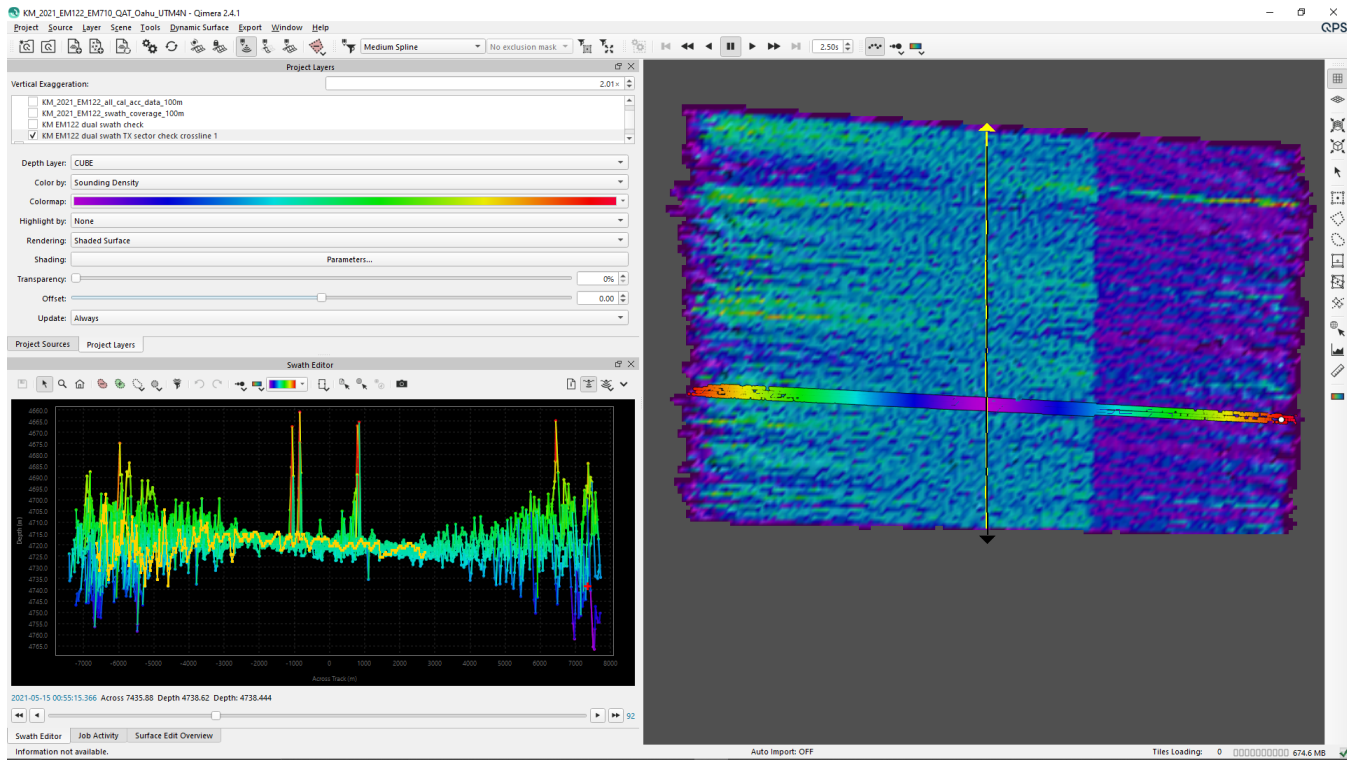 KM_2021_EM122_EM710_QAT_Oahu_UTM4N - Qimera 2.4.1
Project Source Layer Scene Tools Dynamic Surface Export Window Help
QPS
Medium Spline
No exclusion mask
2.50s
Project Layers
Vertical Exaggeration:
2.01×
KM_2021_EM122_all_cal_acc_data_100m
KM_2021_EM122_swath_coverage_100m
KM EM122 dual swath check
KM EM122 dual swath TX sector check crossline 1
Depth Layer: CUBE
Color by: Sounding Density
Colormap:
Highlight by: None
Rendering: Shaded Surface
Shading: Parameters...
Transparency: 0%
Offset: 0.00
Update: Always
Project Sources Project Layers
Swath Editor
4660.0
4665.0
4670.0
4675.0
4680.0
4685.0
4690.0
4695.0
4700.0
4705.0
4710.0
4715.0
4720.0
4725.0
4730.0
4735.0
4740.0
4745.0
4750.0
4755.0
4760.0
4765.0
Depth (m)
-7000 -6000 -5000 -4000 -3000 -2000 -1000 0 1000 2000 3000 4000 5000 6000 7000 8000
Across Track (m)
2021-05-15 00:55:15.366 Across 7435.88 Depth 4738.62 Depth: 4738.444
92
Swath Editor Job Activity Surface Edit Overview
Information not available.
Auto Import: OFF
Tiles Loading: 0
674.6 MB